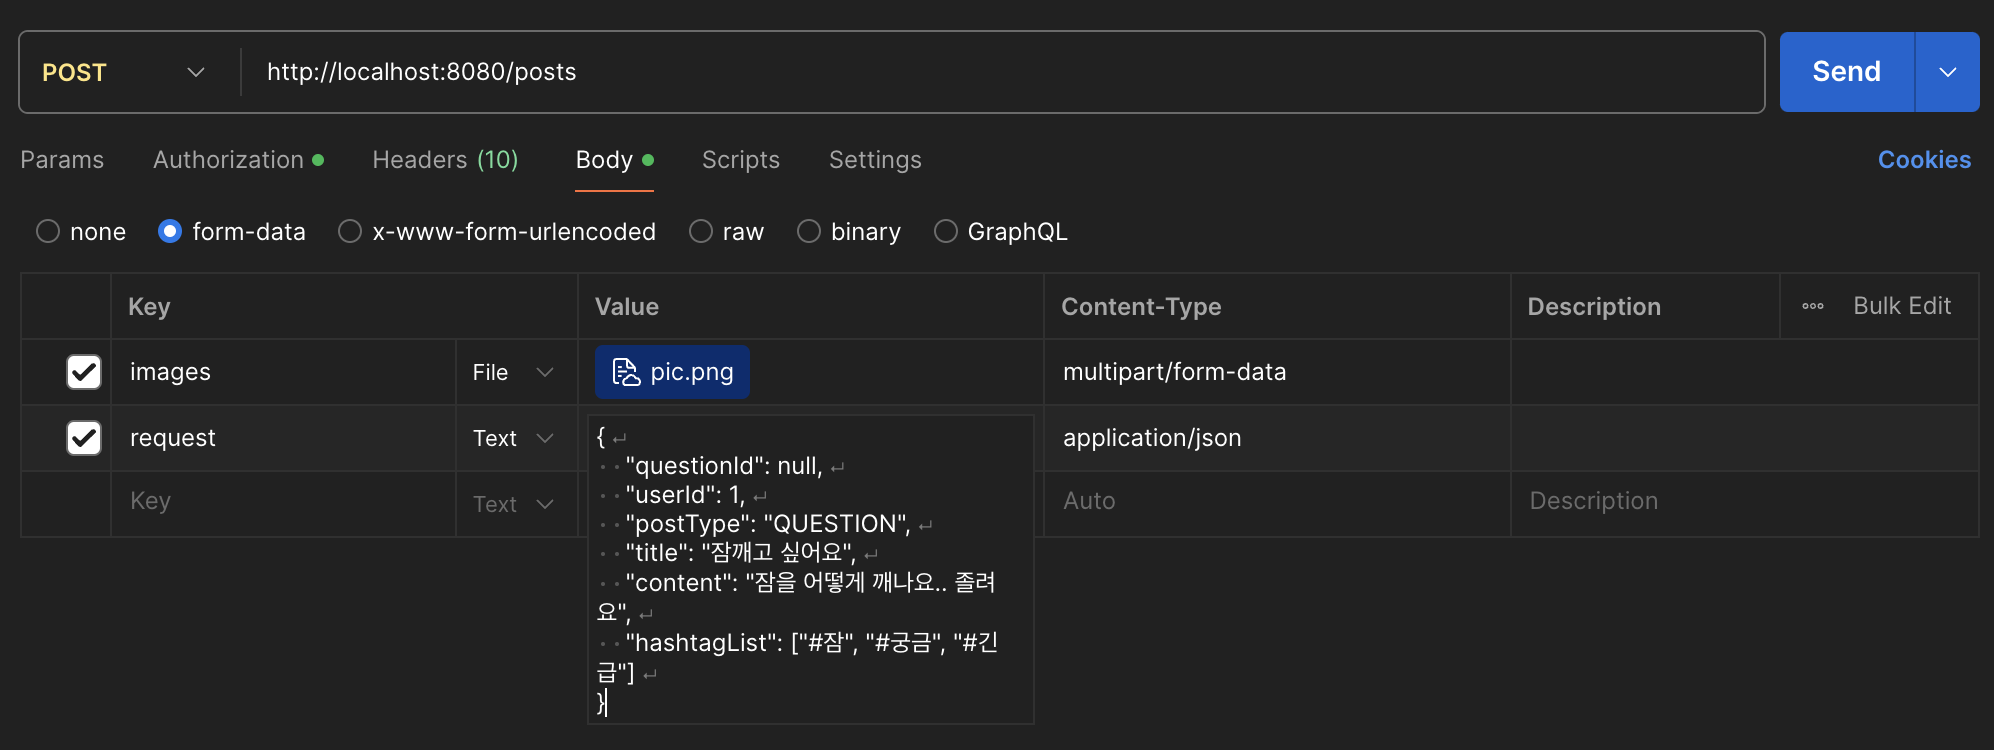 POST http://localhost:8080/posts Send
Params Authorization Headers (10) Body Scripts Settings Cookies
none form-data x-www-form-urlencoded raw binary GraphQL
Key Value Content-Type Description Bulk Edit
images File pic.png multipart/form-data
request Text application/json
{
"questionId": null,
"userId": 1,
"postType": "QUESTION",
"title": "잠깨고 싶어요",
"content": "잠을 어떻게 깨나요.. 졸려
요",
"hashtagList": ["#잠", "#궁금", "#긴
급"]
}
Key Text Auto Description